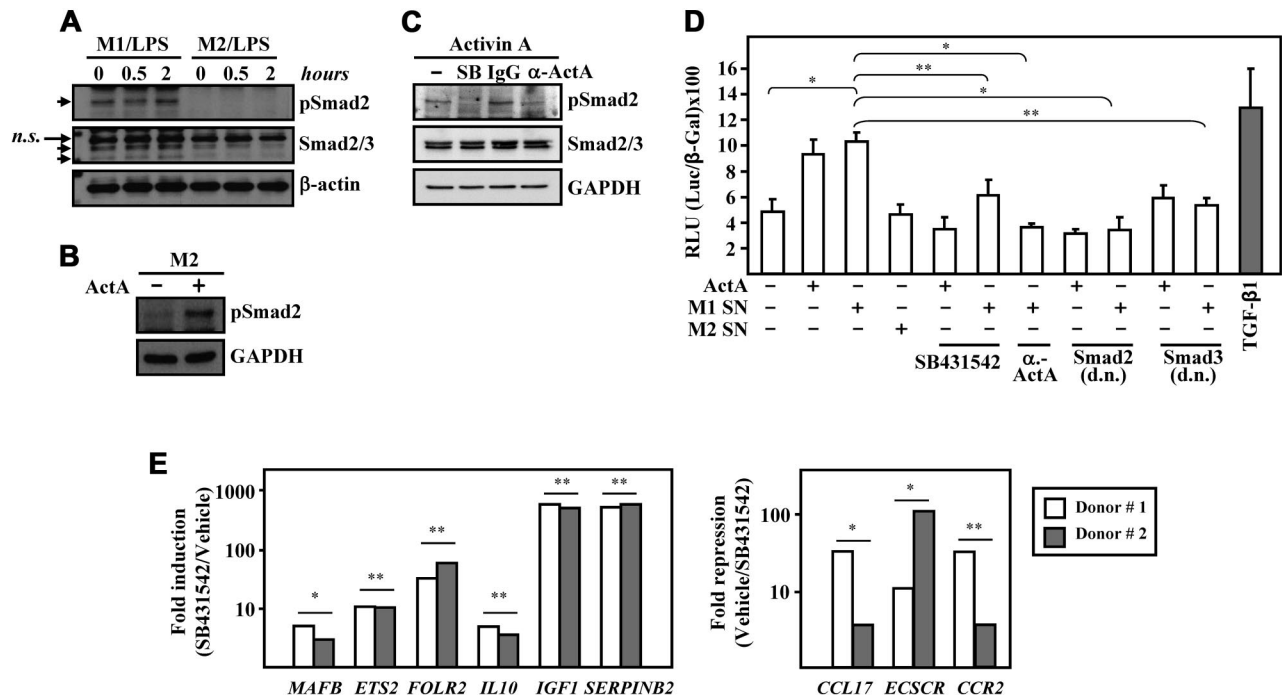 A
M1/LPS M2/LPS
0 0.5 2 0 0.5 2 hours
pSmad2
n.s.
Smad2/3
β-actin
B
M2
ActA − +
pSmad2
GAPDH
C
Activin A
− SB IgG α-ActA
pSmad2
Smad2/3
GAPDH
D
RLU (Luc/β-Gal)x100
16
14
12
10
8
6
4
2
*
**
*
*
**
ActA − + − − + − − + − + −
M1 SN − − + − − + + − + − +
M2 SN − − − + − − − − − − −
SB431542
α.-
ActA
Smad2
(d.n.)
Smad3
(d.n.)
TGF-β1
E
Fold induction
(SB431542/Vehicle)
1000
100
10
* ** ** ** ** **
MAFB ETS2 FOLR2 IL10 IGF1 SERPINB2
Fold repression
(Vehicle/SB431542)
100
10
* * **
CCL17 ECSCR CCR2
Donor # 1
Donor # 2